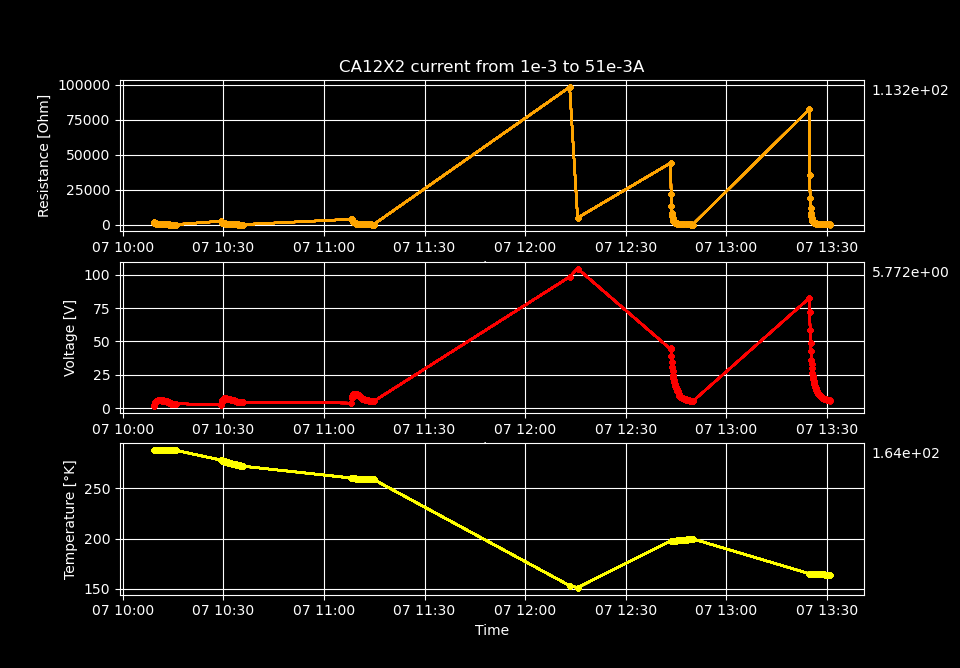 CA12X2 current from 1e-3 to 51e-3A
Resistance [Ohm]
100000
75000
50000
25000
0
1.132e+02
07 10:00 07 10:30 07 11:00 07 11:30 07 12:00 07 12:30 07 13:00 07 13:30
Voltage [V]
100
75
50
25
0
5.772e+00
07 10:00 07 10:30 07 11:00 07 11:30 07 12:00 07 12:30 07 13:00 07 13:30
Temperature [°K]
250
200
150
1.64e+02
07 10:00 07 10:30 07 11:00 07 11:30 07 12:00 07 12:30 07 13:00 07 13:30
Time